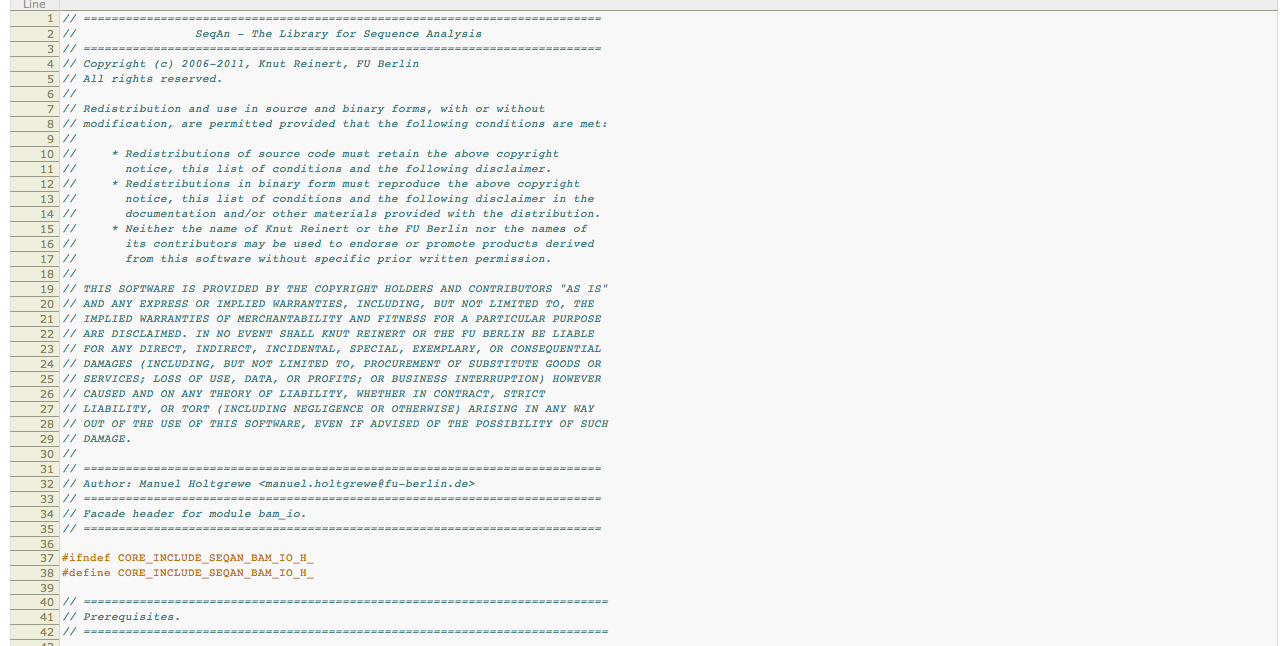 Line
1 // ==========================================================================
2 //                 SeqAn - The Library for Sequence Analysis
3 // ==========================================================================
4 // Copyright (c) 2006-2011, Knut Reinert, FU Berlin
5 // All rights reserved.
6 //
7 // Redistribution and use in source and binary forms, with or without
8 // modification, are permitted provided that the following conditions are met:
9 //
10 //     * Redistributions of source code must retain the above copyright
11 //       notice, this list of conditions and the following disclaimer.
12 //     * Redistributions in binary form must reproduce the above copyright
13 //       notice, this list of conditions and the following disclaimer in the
14 //       documentation and/or other materials provided with the distribution.
15 //     * Neither the name of Knut Reinert or the FU Berlin nor the names of
16 //       its contributors may be used to endorse or promote products derived
17 //       from this software without specific prior written permission.
18 //
19 // THIS SOFTWARE IS PROVIDED BY THE COPYRIGHT HOLDERS AND CONTRIBUTORS "AS IS"
20 // AND ANY EXPRESS OR IMPLIED WARRANTIES, INCLUDING, BUT NOT LIMITED TO, THE
21 // IMPLIED WARRANTIES OF MERCHANTABILITY AND FITNESS FOR A PARTICULAR PURPOSE
22 // ARE DISCLAIMED. IN NO EVENT SHALL KNUT REINERT OR THE FU BERLIN BE LIABLE
23 // FOR ANY DIRECT, INDIRECT, INCIDENTAL, SPECIAL, EXEMPLARY, OR CONSEQUENTIAL
24 // DAMAGES (INCLUDING, BUT NOT LIMITED TO, PROCUREMENT OF SUBSTITUTE GOODS OR
25 // SERVICES; LOSS OF USE, DATA, OR PROFITS; OR BUSINESS INTERRUPTION) HOWEVER
26 // CAUSED AND ON ANY THEORY OF LIABILITY, WHETHER IN CONTRACT, STRICT
27 // LIABILITY, OR TORT (INCLUDING NEGLIGENCE OR OTHERWISE) ARISING IN ANY WAY
28 // OUT OF THE USE OF THIS SOFTWARE, EVEN IF ADVISED OF THE POSSIBILITY OF SUCH
29 // DAMAGE.
30 //
31 // ==========================================================================
32 // Author: Manuel Holtgrewe <manuel.holtgrewe@fu-berlin.de>
33 // ==========================================================================
34 // Facade header for module bam_io.
35 // ==========================================================================
36
37 #ifndef CORE_INCLUDE_SEQAN_BAM_IO_H_
38 #define CORE_INCLUDE_SEQAN_BAM_IO_H_
39
40 // ===========================================================================
41 // Prerequisites.
42 // ===========================================================================